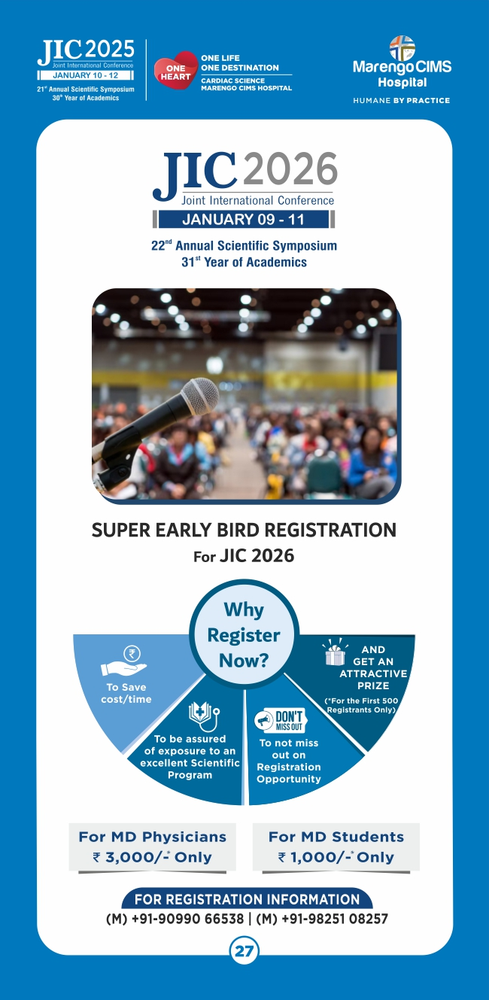 JIC 2025
Joint International Conference
JANUARY 10 - 12
21st Annual Scientific Symposium
30th Year of Academics
ONE
HEART
ONE LIFE
ONE DESTINATION
CARDIAC SCIENCE
MARENGO CIMS HOSPITAL
Marengo CIMS
Hospital
HUMANE BY PRACTICE
JIC 2026
Joint International Conference
JANUARY 09 - 11
22nd Annual Scientific Symposium
31st Year of Academics
SUPER EARLY BIRD REGISTRATION
For JIC 2026
Why
Register
Now?
₹
To Save
cost/time
To be assured
of exposure to an
excellent Scientific
Program
DON'T
MISS OUT
To not miss
out on
Registration
Opportunity
AND
GET AN
ATTRACTIVE
PRIZE
(*For the First 500
Registrants Only)
For MD Physicians
₹ 3,000/-* Only
For MD Students
₹ 1,000/-* Only
FOR REGISTRATION INFORMATION
(M) +91-90990 66538 | (M) +91-98251 08257
27